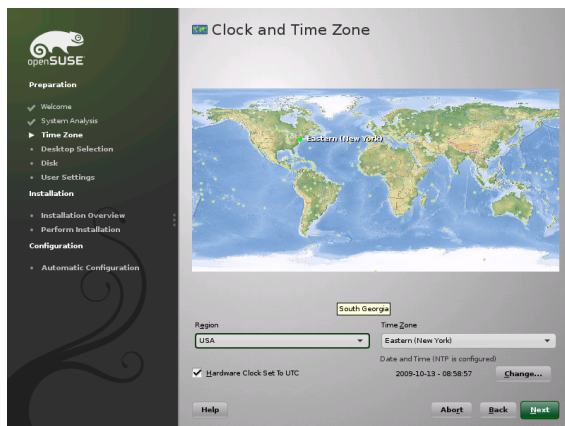 openSUSE
Preparation
Welcome
System Analysis
Time Zone
Desktop Selection
Disk
User Settings
Installation
Installation Overview
Perform Installation
Configuration
Automatic Configuration
Clock and Time Zone
Eastern (New York)
South Georgia
Region
Time Zone
USA
Eastern (New York)
Date and Time (NTP is configured)
Hardware Clock Set To UTC
2009-10-13 - 08:58:57
Change...
Help
Abort
Back
Next